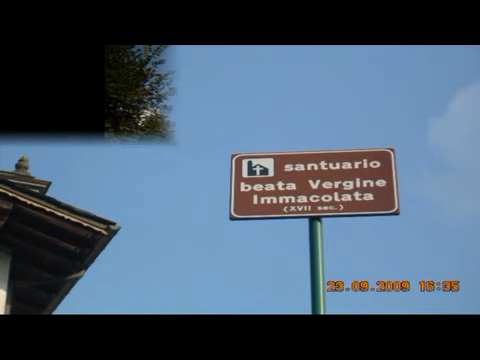 santuario
beata Vergine
Immacolata
(XVII sec.)
23.09.2009 16:35